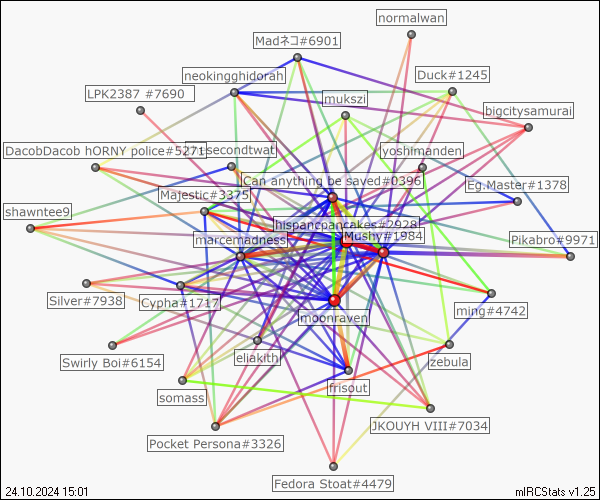 normalwan
Madネコ#6901
neokingghidorah
Duck#1245
LPK2387 #7690
mukszi
bigcitysamurai
DacobDacob hORNY police#5271
secondtwat
yoshimanden
Can anything be saved#0396
Majestic#3375
Eg.Master#1378
shawntee9
hispancpancakes#2928
Mushy#1984
marcemadness
Pikabro#9971
Silver#7938
Cypha#1717
moonraven
ming#4742
Swirly Boi#6154
eliakith
zebula
somass
frisout
JKOUYH VIII#7034
Pocket Persona#3326
Fedora Stoat#4479
24.10.2024 15:01
mIRCStats v1.25